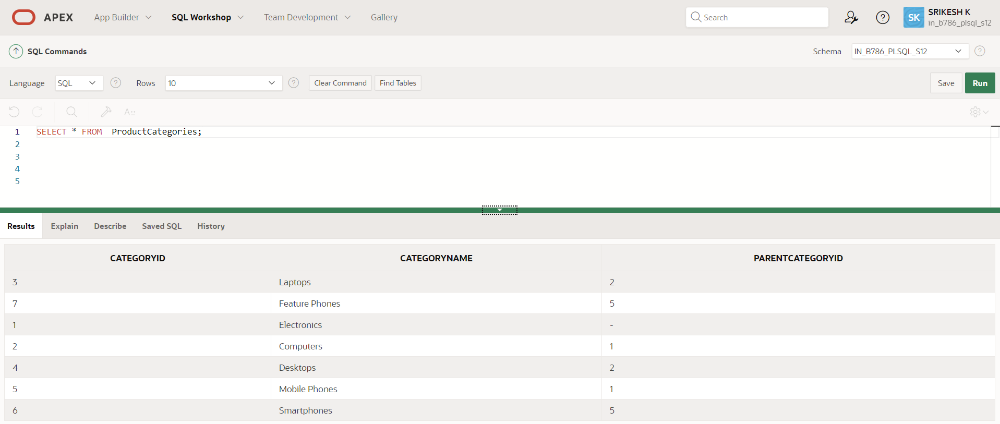 APEX App Builder SQL Workshop Team Development Gallery Search ? SK SRIKESH K
in_b786_plsql_s12
SQL Commands Schema IN_B786_PLSQL_S12 ?
Language SQL ? Rows 10 ? Clear Command Find Tables Save Run
A::
1 SELECT * FROM  ProductCategories;
2
3
4
5
Results Explain Describe Saved SQL History
CATEGORYID CATEGORYNAME PARENTCATEGORYID
3 Laptops 2
7 Feature Phones 5
1 Electronics -
2 Computers 1
4 Desktops 2
5 Mobile Phones 1
6 Smartphones 5